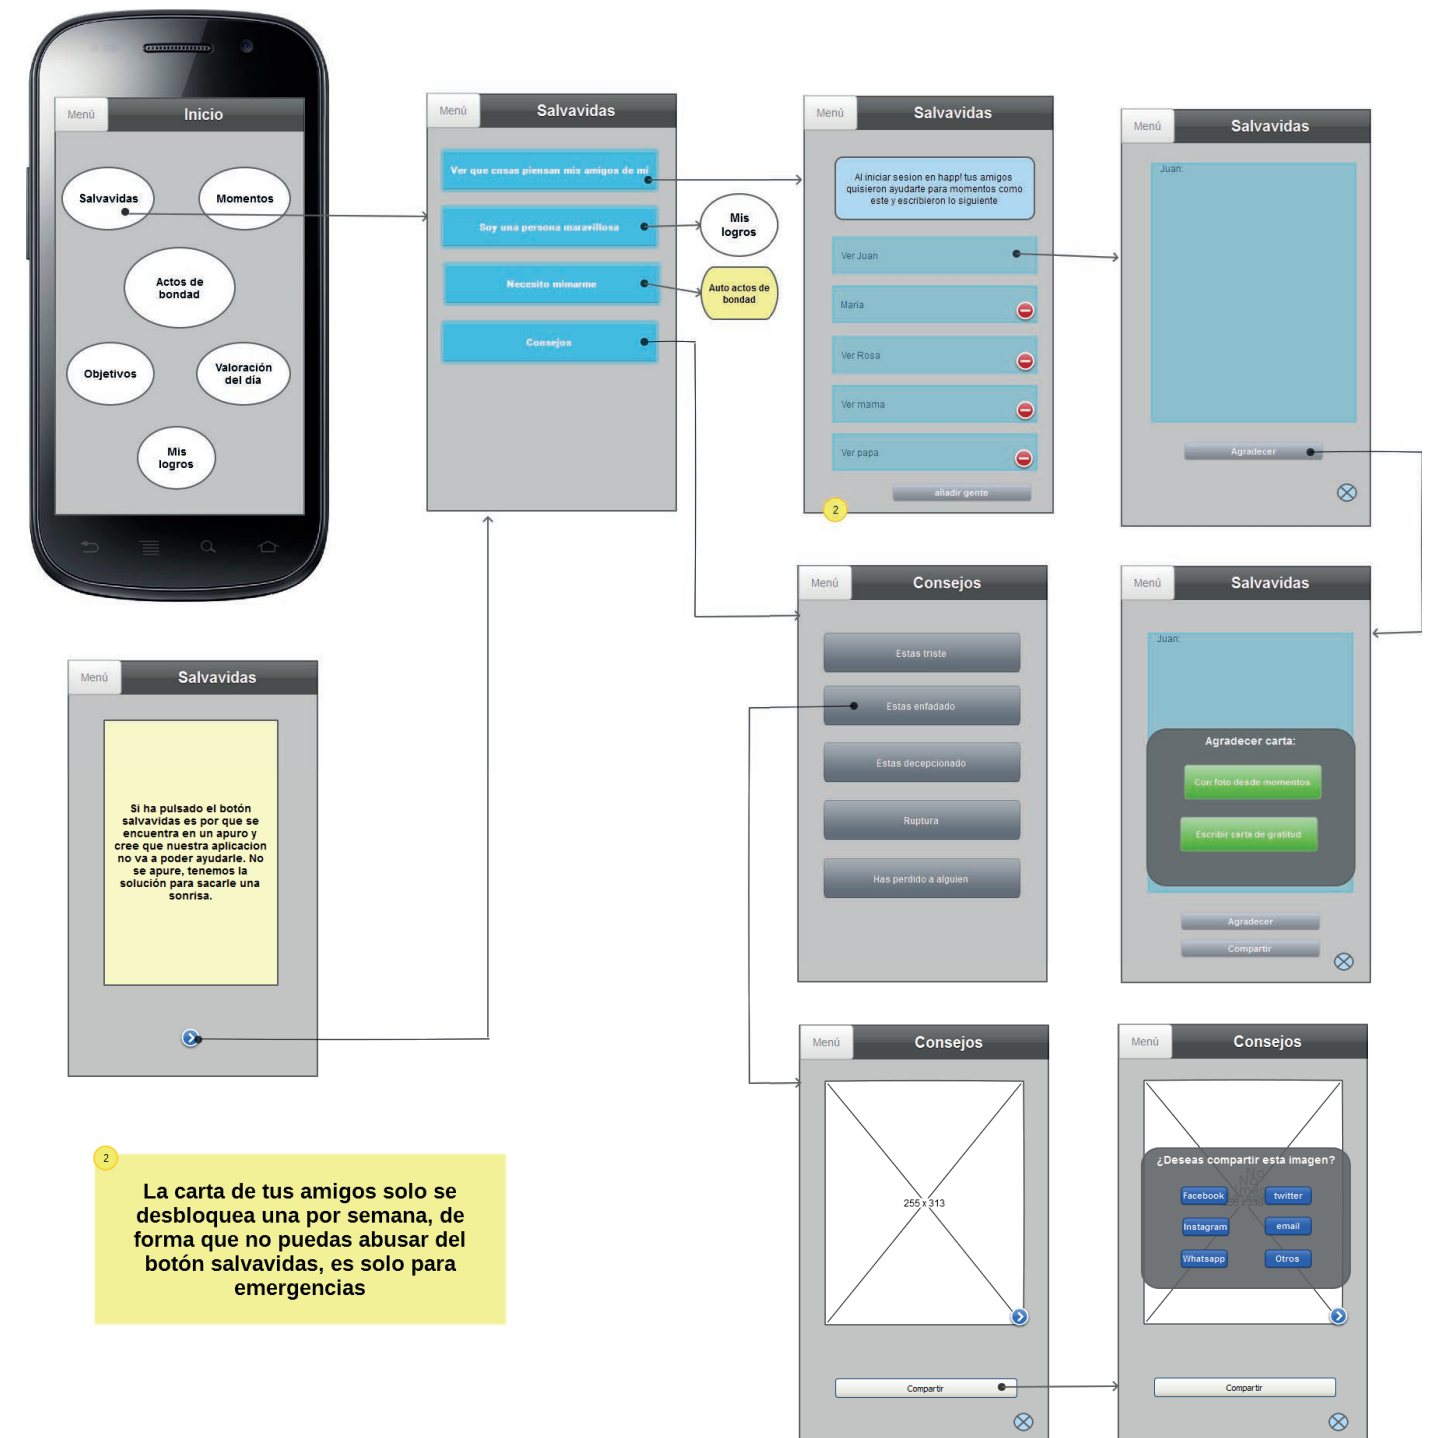 Menú
Inicio
Salvavidas
Momentos
Actos de
bondad
Objetivos
Valoración
del día
Mis
logros
Menú
Salvavidas
Ver que cosas piensan mis amigos de mi
Soy una persona maravillosa
Necesito mimarme
Consejos
Mis
logros
Auto actos de
bondad
Menú
Salvavidas
Al iniciar sesion en happ! tus amigos
quisieron ayudarte para momentos como
este y escribieron lo siguiente
Ver Juan
Maria
Ver Rosa
Ver mama
Ver papa
añadir gente
2
Menú
Salvavidas
Juan:
Agradecer
Menú
Salvavidas
Si ha pulsado el botón
salvavidas es por que se
encuentra en un apuro y
cree que nuestra aplicacion
no va a poder ayudarle. No
se apure, tenemos la
solución para sacarle una
sonrisa.
Menú
Consejos
Estas triste
Estas enfadado
Estas decepcionado
Ruptura
Has perdido a alguien
Menú
Salvavidas
Juan:
Agradecer carta:
Con foto desde momentos
Escribir carta de gratitud
Agradecer
Compartir
2
La carta de tus amigos solo se
desbloquea una por semana, de
forma que no puedas abusar del
botón salvavidas, es solo para
emergencias
Menú
Consejos
255 x 313
Compartir
Menú
Consejos
¿Deseas compartir esta imagen?
No
Facebook
twitter
Instagram
email
Whatsapp
Otros
Compartir